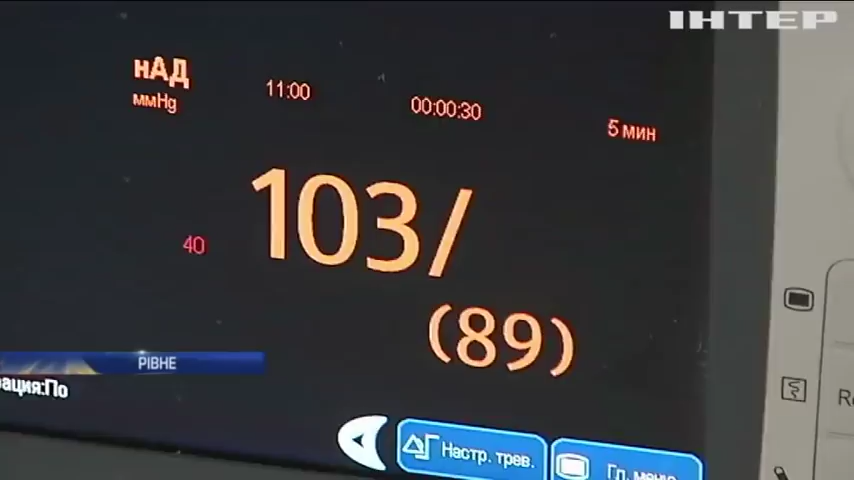 ІНТЕР
нАД
ммHg
11:00
00:00:30
5 мин
103/
40
(89)
РІВНЕ
рация:По
Настр. трев.
Гл. меню